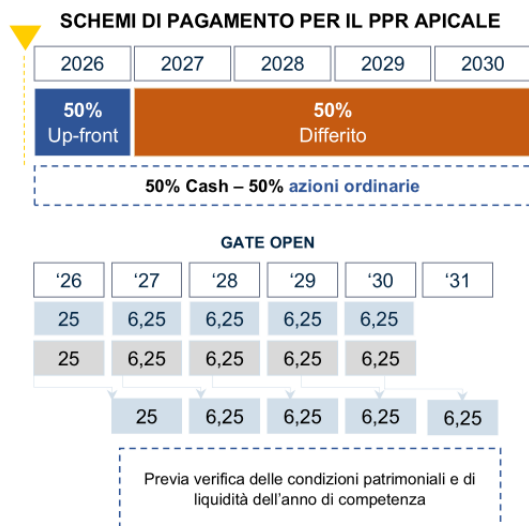 SCHEMI DI PAGAMENTO PER IL PPR APICALE
2026 2027 2028 2029 2030
50% 50%
Up-front Differito
50% Cash – 50% azioni ordinarie
GATE OPEN
‘26 ‘27 ‘28 ‘29 ‘30 ‘31
25 6,25 6,25 6,25 6,25
25 6,25 6,25 6,25 6,25
25 6,25 6,25 6,25 6,25
Previa verifica delle condizioni patrimoniali e di
liquidità dell’anno di competenza